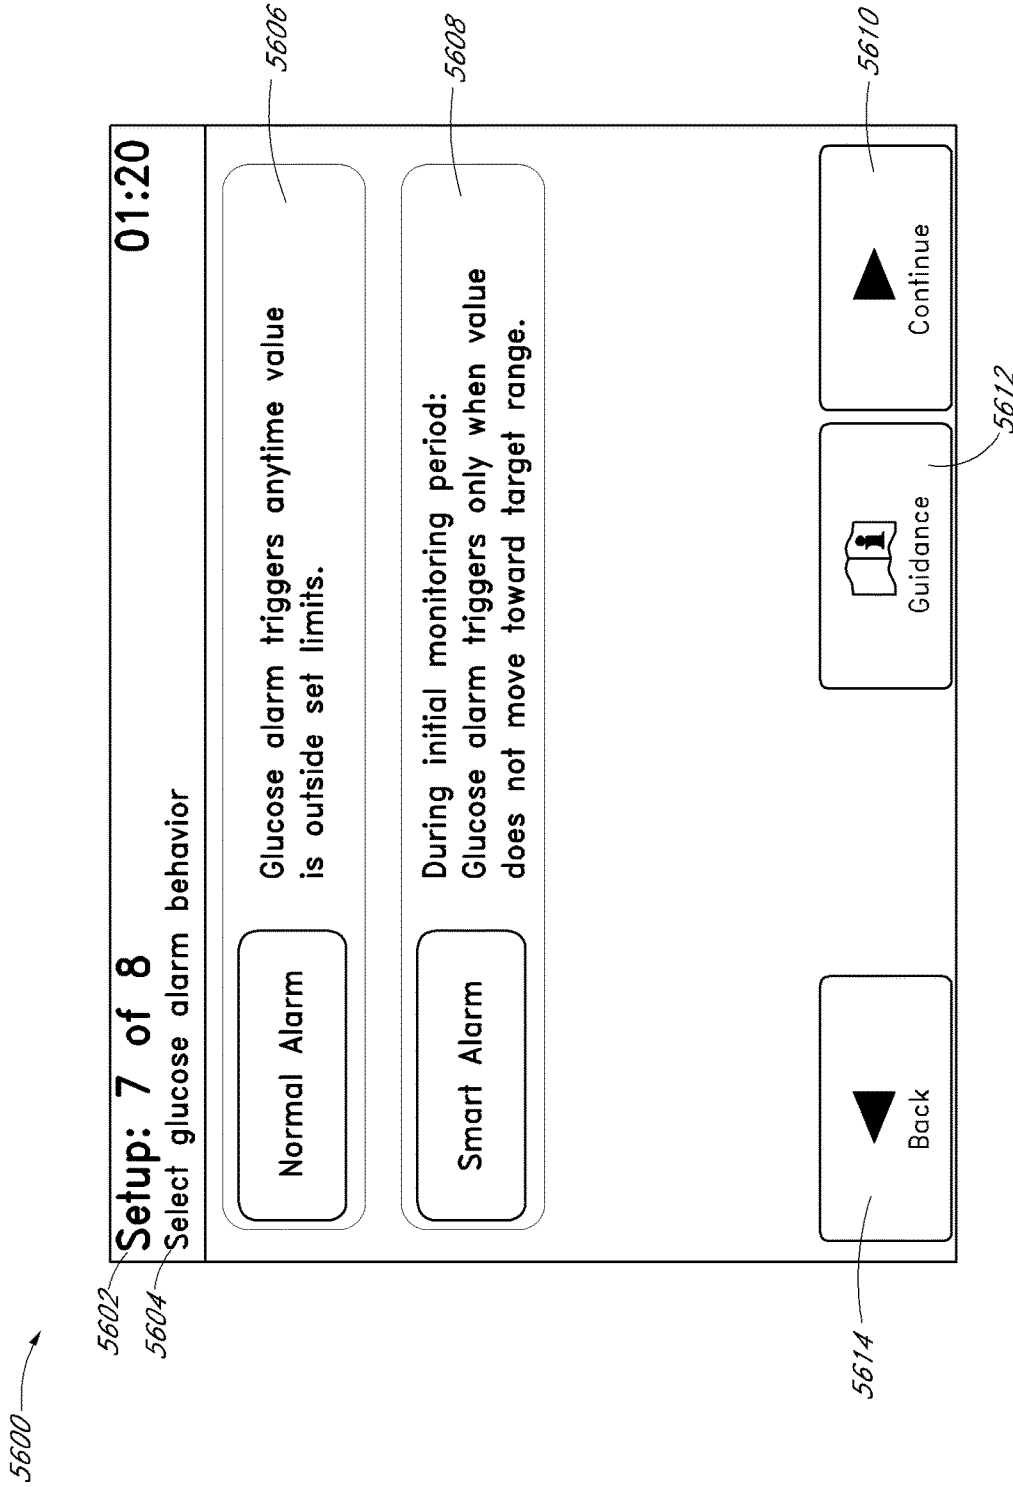 5600
5602
Setup: 7 of 8
01:20
5604
Select glucose alarm behavior
Normal Alarm
Glucose alarm triggers anytime value
is outside set limits.
5606
Smart Alarm
During initial monitoring period:
Glucose alarm triggers only when value
does not move toward target range.
5608
Back
Guidance
Continue
5614
5612
5610